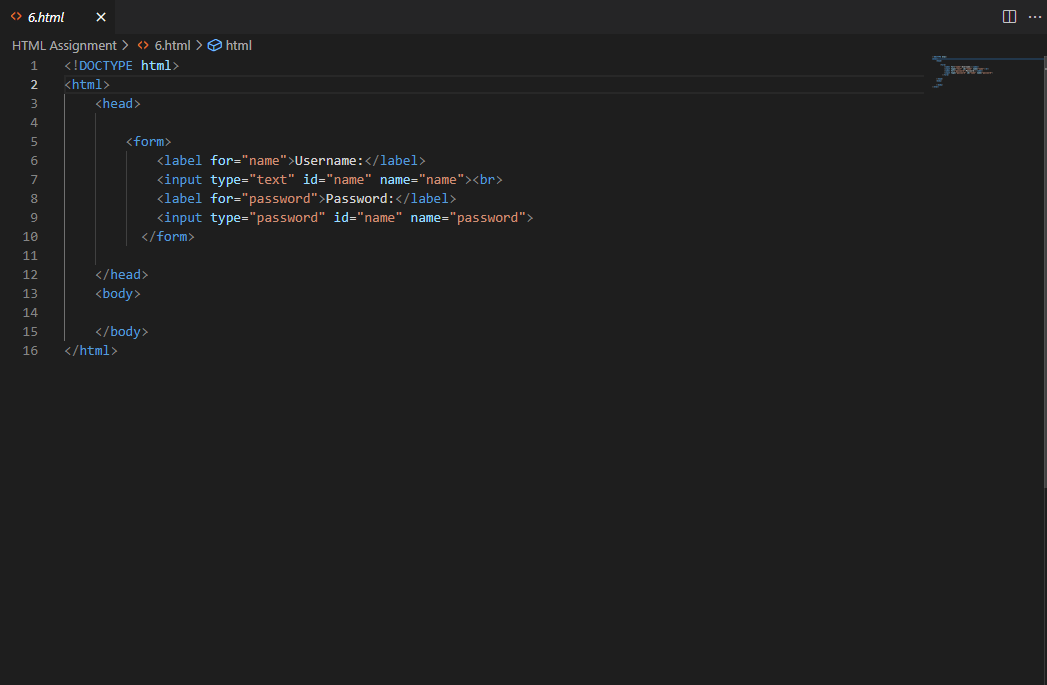 6.html
HTML Assignment > 6.html > html
1 <!DOCTYPE html>
2 <html>
3     <head>
4
5         <form>
6             <label for="name">Username:</label>
7             <input type="text" id="name" name="name"><br>
8             <label for="password">Password:</label>
9             <input type="password" id="name" name="password">
10           </form>
11
12     </head>
13     <body>
14
15     </body>
16 </html>